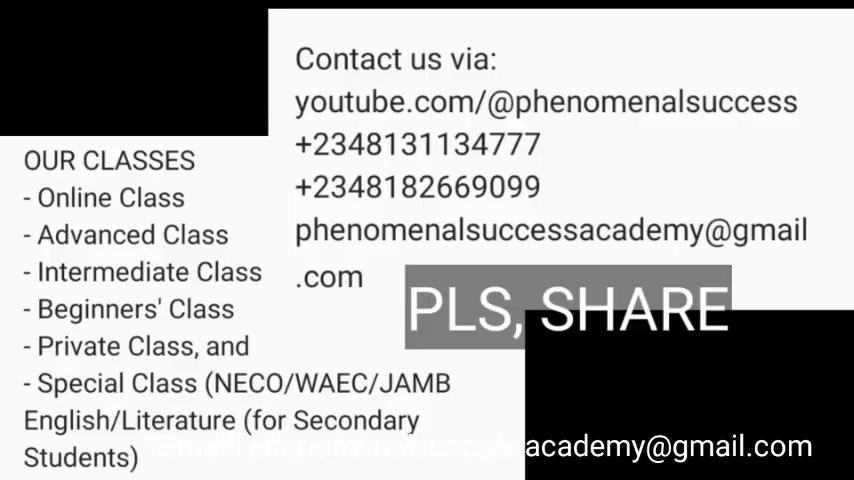 Contact us via:
youtube.com/@phenomenalsuccess
+2348131134777
+2348182669099
phenomenalsuccessacademy@gmail
.com
OUR CLASSES
- Online Class
- Advanced Class
- Intermediate Class
- Beginners' Class
- Private Class, and
- Special Class (NECO/WAEC/JAMB
English/Literature (for Secondary
Students)
PLS, SHARE
phenomenalsuccessacademy@gmail.com